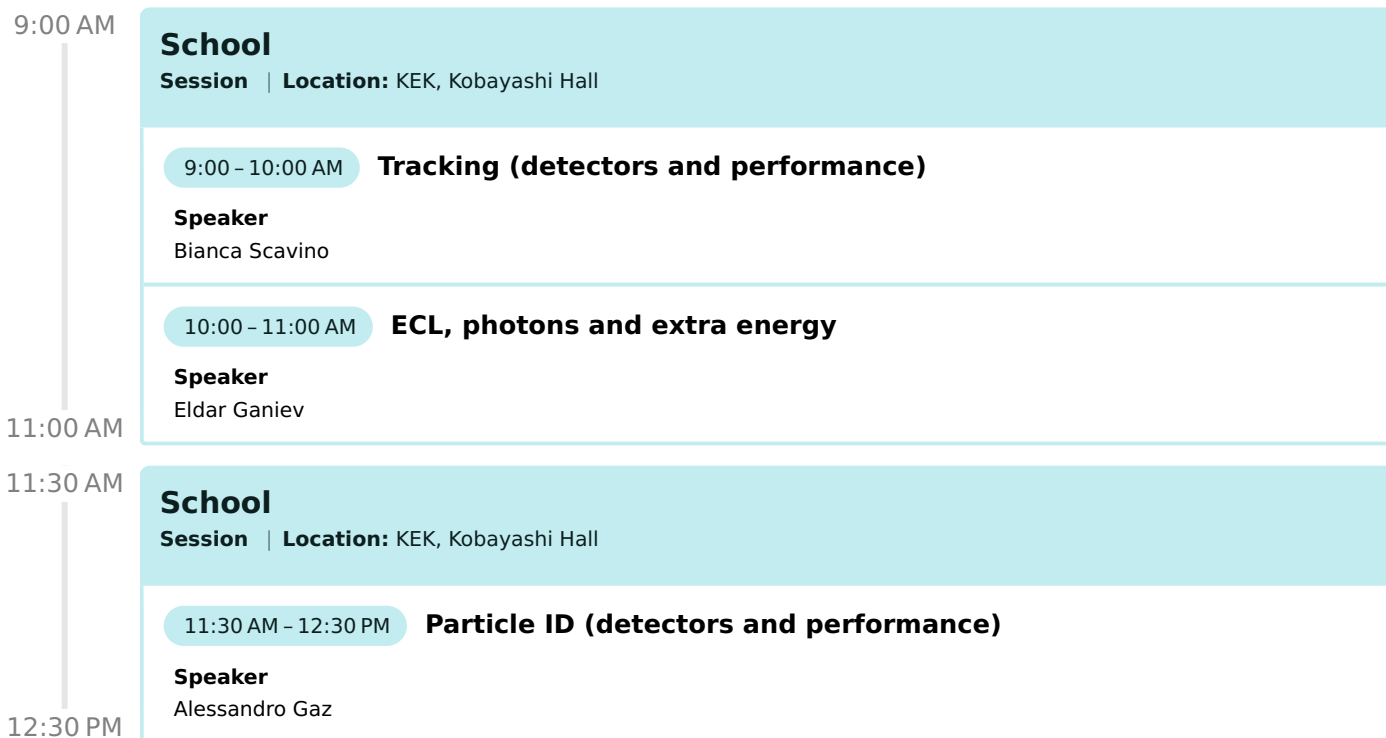 9:00 AM
School
Session | Location: KEK, Kobayashi Hall
9:00 – 10:00 AM Tracking (detectors and performance)
Speaker
Bianca Scavino
10:00 – 11:00 AM ECL, photons and extra energy
Speaker
Eldar Ganiev
11:00 AM
11:30 AM
School
Session | Location: KEK, Kobayashi Hall
11:30 AM – 12:30 PM Particle ID (detectors and performance)
Speaker
Alessandro Gaz
12:30 PM